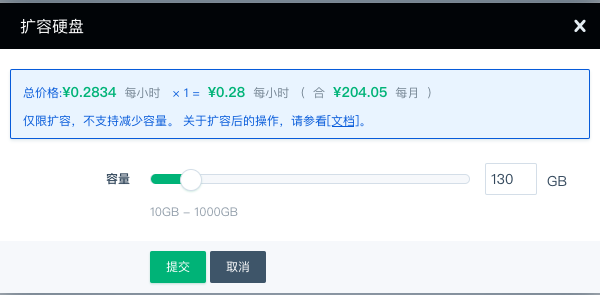 扩容硬盘
总价格:¥0.2834 每小时 × 1 = ¥0.28 每小时 ( 合 ¥204.05 每月 )
仅限扩容，不支持减少容量。 关于扩容后的操作，请参看[文档]。
容量 130 GB
10GB - 1000GB
提交 取消